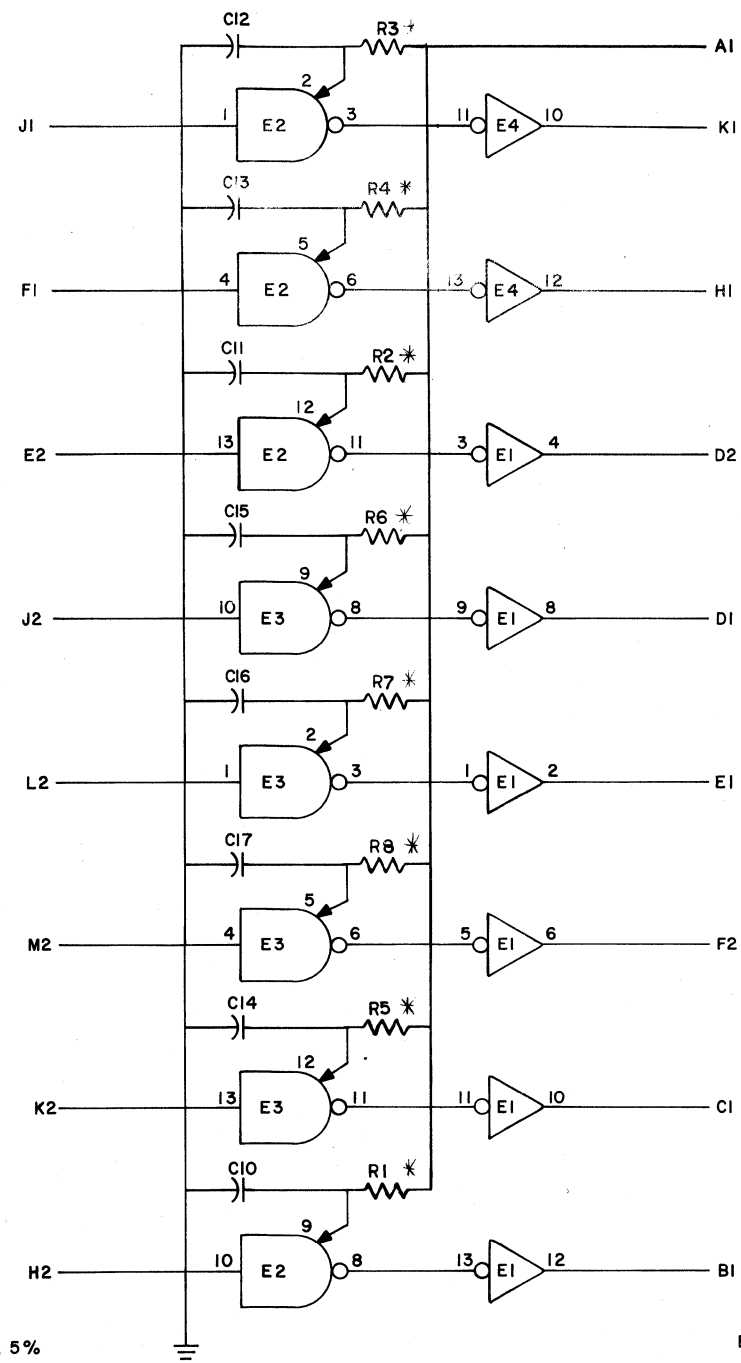 C12 R3 * A1
2
J1 1 E2 3 11 E4 10 K1
C13 R4 *
5
F1 4 E2 6 13 E4 12 H1
C11 R2 *
12
E2 13 E2 11 3 E1 4 D2
C15 R6 *
9
J2 10 E3 8 9 E1 8 D1
C16 R7 *
2
L2 1 E3 3 1 E1 2 E1
C17 R8 *
5
M2 4 E3 6 5 E1 6 F2
C14 R5 *
12
K2 13 E3 11 11 E1 10 C1
C10 R1 *
9
H2 10 E2 8 13 E1 12 B1
5%